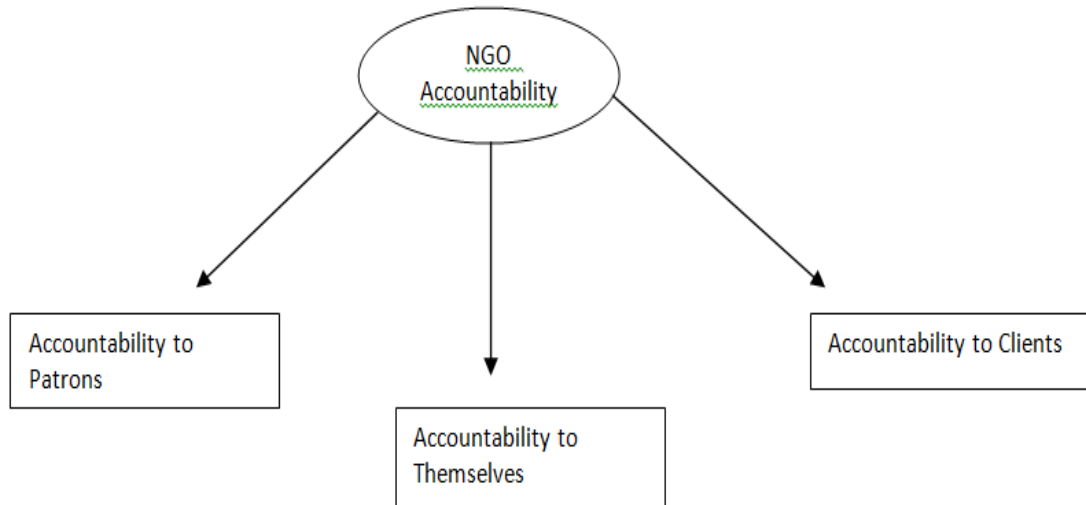 NGO
Accountability
Accountability to
Patrons
Accountability to Clients
Accountability to
Themselves